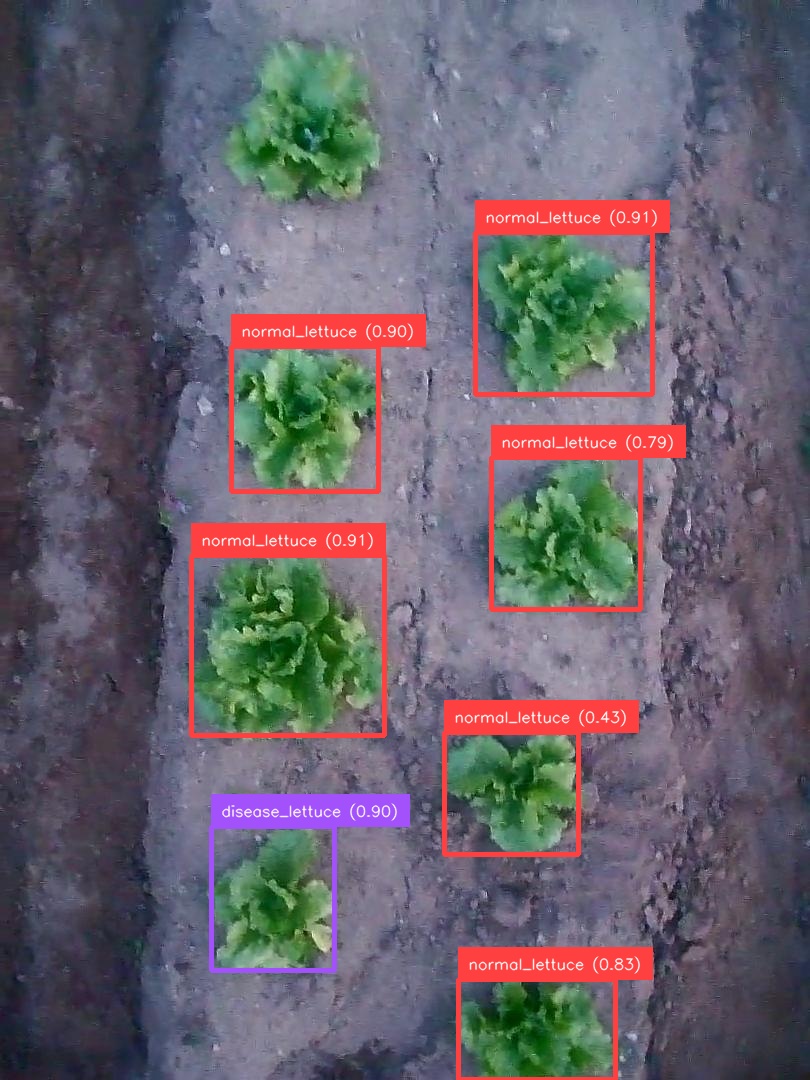 normal_lettuce (0.91)
normal_lettuce (0.90)
normal_lettuce (0.79)
normal_lettuce (0.91)
normal_lettuce (0.43)
disease_lettuce (0.90)
normal_lettuce (0.83)